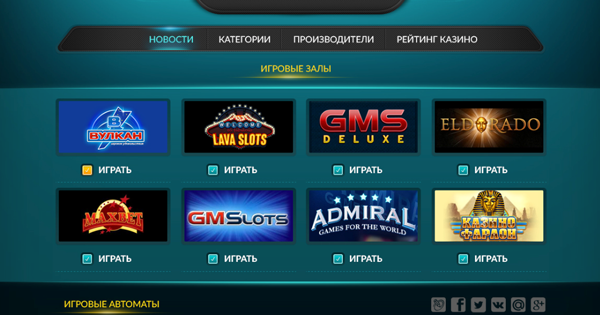 НОВОСТИ КАТЕГОРИИ ПРОИЗВОДИТЕЛИ РЕЙТИНГ КАЗИНО
ИГРОВЫЕ ЗАЛЫ
ВУЛКАН
WELCOME
LAVA SLOTS
GMS
DELUXE
ELDORADO
ИГРАТЬ ИГРАТЬ ИГРАТЬ ИГРАТЬ
МАХBET
GMSlots
ADMIRAL
GAMES FOR THE WORLD
КАЗИНО
ФАРАОН
ИГРАТЬ ИГРАТЬ ИГРАТЬ ИГРАТЬ
ИГРОВЫЕ АВТОМАТЫ